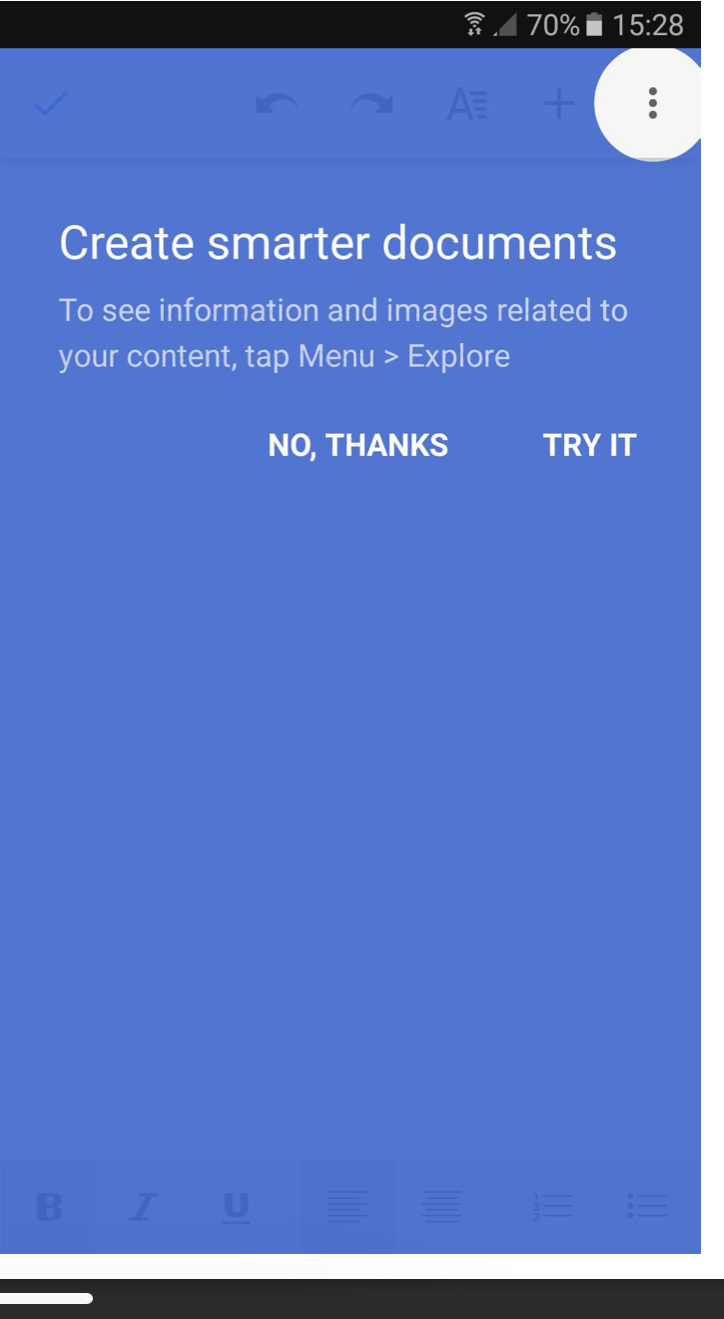 70% 15:28
A
Create smarter documents
To see information and images related to
your content, tap Menu > Explore
NO, THANKS TRY IT
B I U